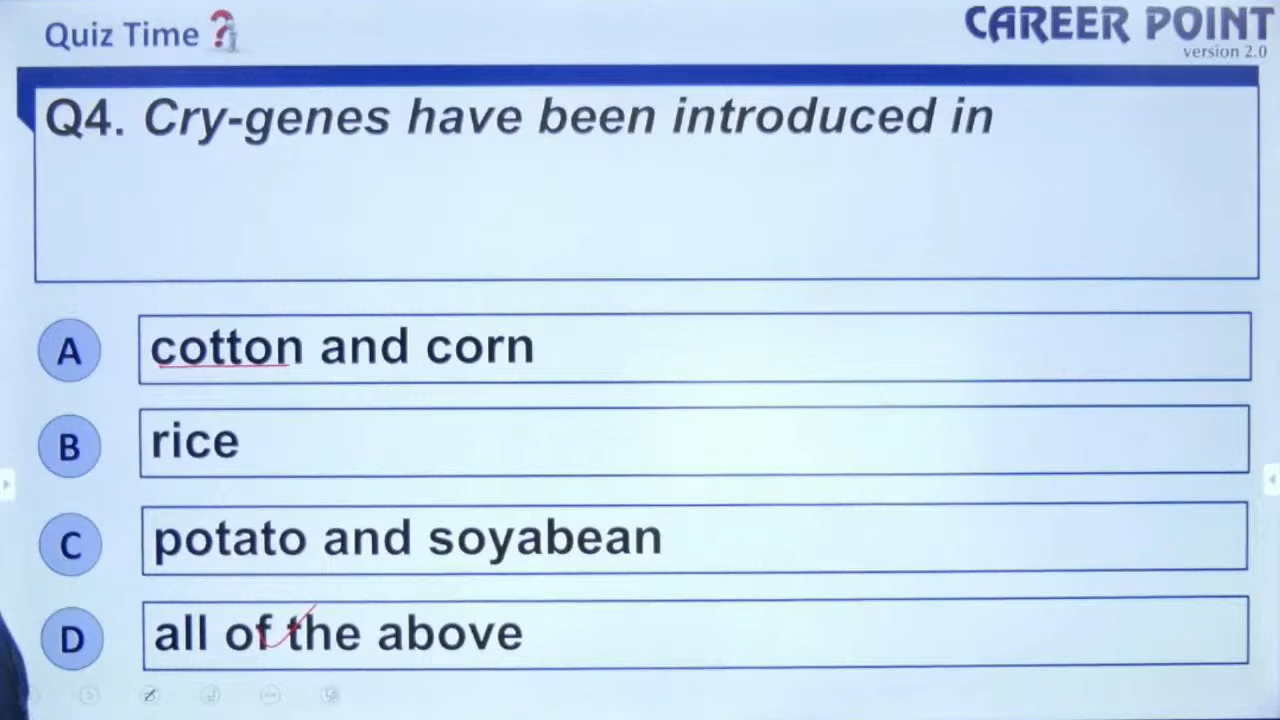 Quiz Time
CAREER POINT
version 2.0
Q4. Cry-genes have been introduced in
A cotton and corn
B rice
C potato and soyabean
D all of the above